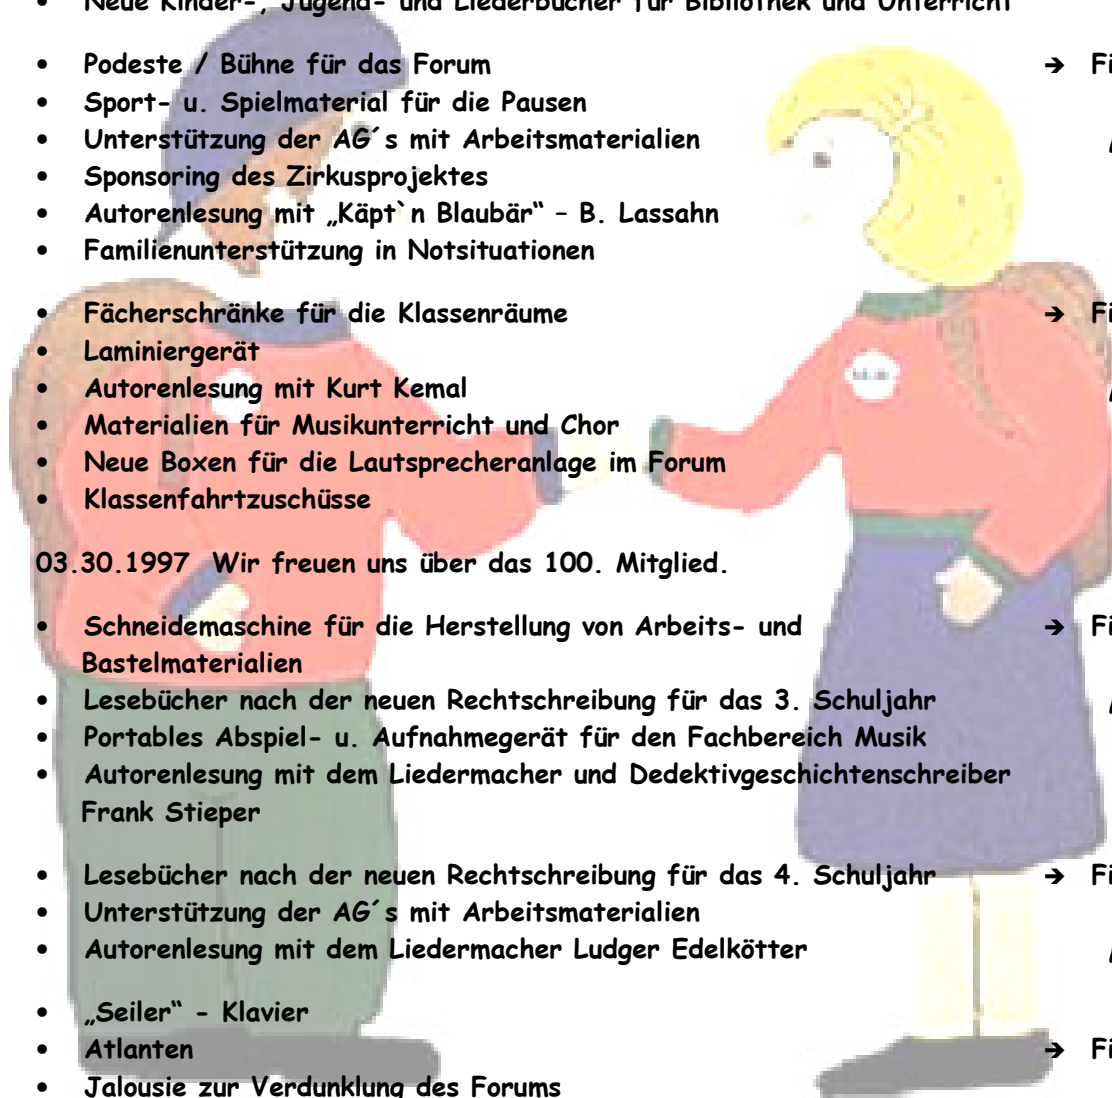 • Neue Kinder-, Jugend- und Liederbücher für Bibliothek und Unterricht
• Podeste / Bühne für das Forum → Fi
• Sport- u. Spielmaterial für die Pausen
• Unterstützung der AG´s mit Arbeitsmaterialien
• Sponsoring des Zirkusprojektes
• Autorenlesung mit „Käpt`n Blaubär“ – B. Lassahn
• Familienunterstützung in Notsituationen
• Fächerschränke für die Klassenräume → Fi
• Laminiergerät
• Autorenlesung mit Kurt Kemal
• Materialien für Musikunterricht und Chor
• Neue Boxen für die Lautsprecheranlage im Forum
• Klassenfahrtzuschüsse
03.30.1997 Wir freuen uns über das 100. Mitglied.
• Schneidemaschine für die Herstellung von Arbeits- und → Fi
Bastelmaterialien
• Lesebücher nach der neuen Rechtschreibung für das 3. Schuljahr
• Portables Abspiel- u. Aufnahmegerät für den Fachbereich Musik
• Autorenlesung mit dem Liedermacher und Dedektivgeschichtenschreiber
Frank Stieper
• Lesebücher nach der neuen Rechtschreibung für das 4. Schuljahr → Fi
• Unterstützung der AG´s mit Arbeitsmaterialien
• Autorenlesung mit dem Liedermacher Ludger Edelkötter
• „Seiler“ - Klavier
• Atlanten → Fi
• Jalousie zur Verdunklung des Forums